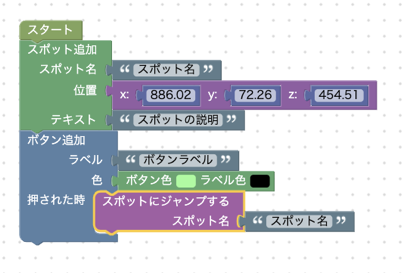 スタート
スポット追加
スポット名 “ スポット名 ”
位置 x: 886.02 y: 72.26 z: 454.51
テキスト “ スポットの説明 ”
ボタン追加
ラベル “ ボタンラベル ”
色 ボタン色 ラベル色
押された時 スポットにジャンプする
スポット名 “ スポット名 ”